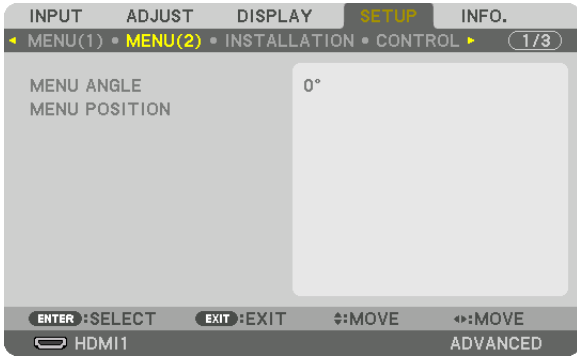 INPUT ADJUST DISPLAY SETUP INFO.
◂ MENU(1) • MENU(2) • INSTALLATION • CONTROL ▸ 1/3
MENU ANGLE 0°
MENU POSITION
ENTER:SELECT EXIT:EXIT ♦:MOVE ◂▸:MOVE
HDMI1 ADVANCED